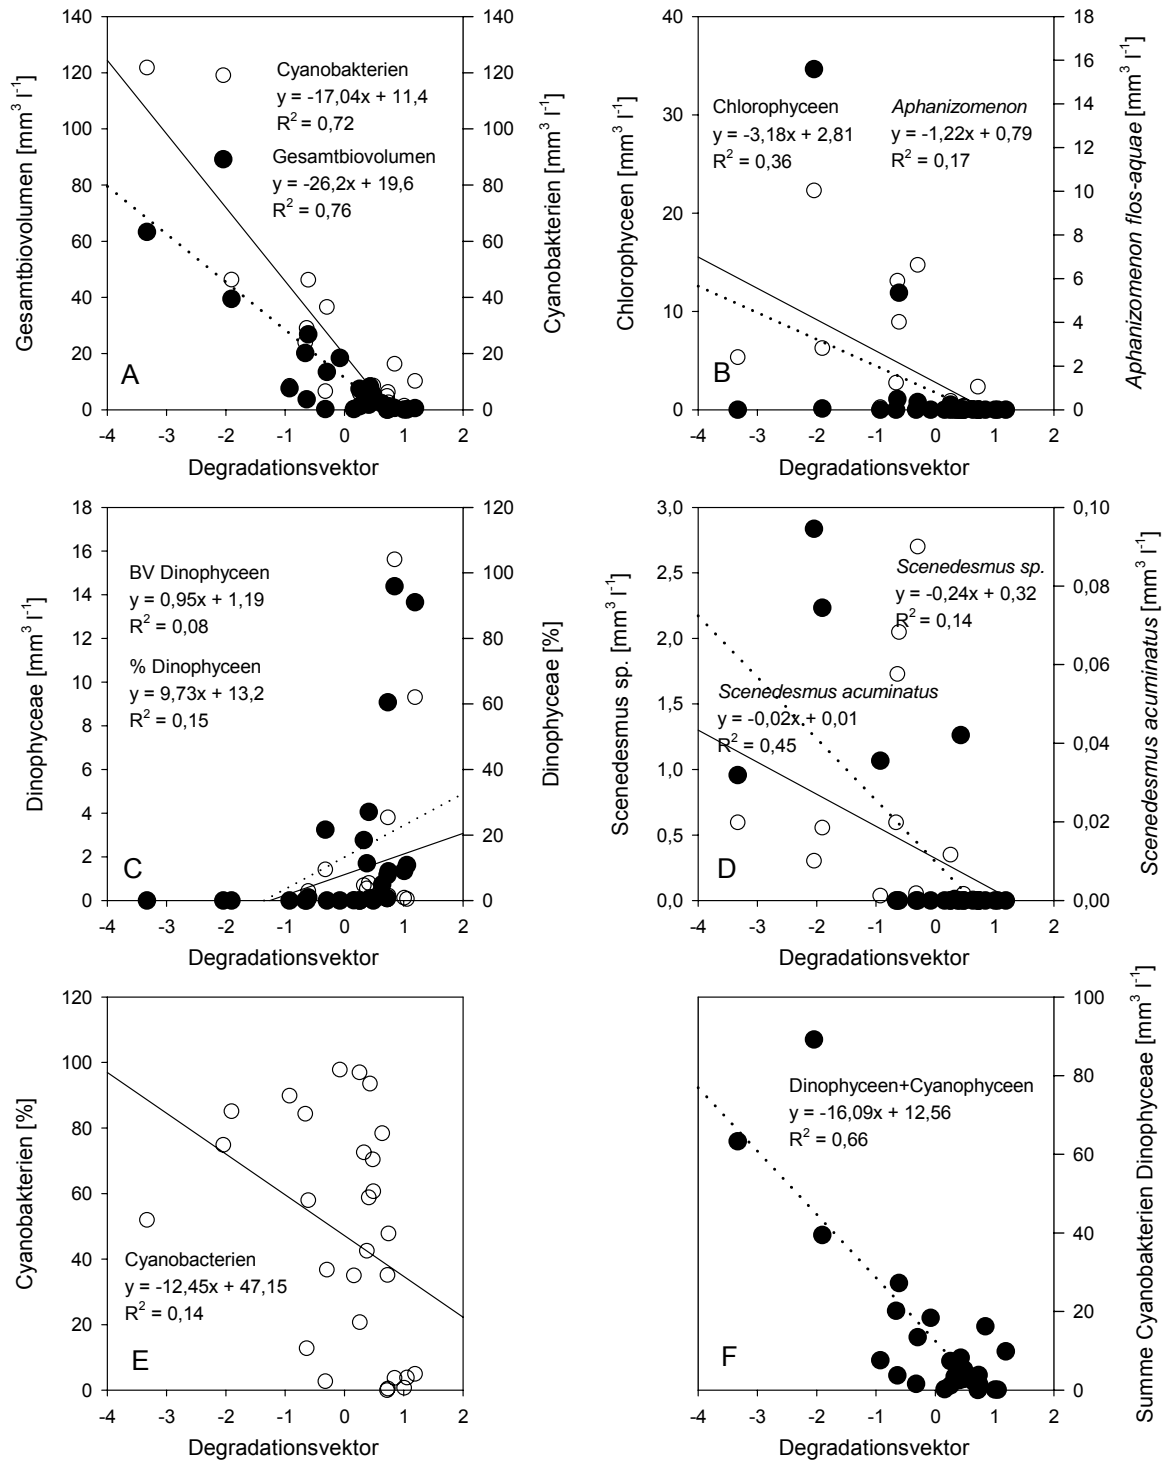 140
120
100
80
60
40
20
0
Gesamtbiovolumen [mm³ l⁻¹]
Cyanobakterien
y = -17,04x + 11,4
R² = 0,72
Gesamtbiovolumen
y = -26,2x + 19,6
R² = 0,76
A
140
120
100
80
60
40
20
0
Cyanobakterien [mm³ l⁻¹]
-4 -3 -2 -1 0 1 2
Degradationsvektor
40
30
20
10
0
Chlorophyceen [mm³ l⁻¹]
Chlorophyceen
y = -3,18x + 2,81
R² = 0,36
Aphanizomenon
y = -1,22x + 0,79
R² = 0,17
B
18
16
14
12
10
8
6
4
2
0
Aphanizomenon flos-aquae [mm³ l⁻¹]
-4 -3 -2 -1 0 1 2
Degradationsvektor
18
16
14
12
10
8
6
4
2
0
Dinophyceae [mm³ l⁻¹]
BV Dinophyceen
y = 0,95x + 1,19
R² = 0,08
% Dinophyceen
y = 9,73x + 13,2
R² = 0,15
C
120
100
80
60
40
20
0
Dinophyceae [%]
-4 -3 -2 -1 0 1 2
Degradationsvektor
3,0
2,5
2,0
1,5
1,0
0,5
0,0
Scenedesmus sp. [mm³ l⁻¹]
Scenedesmus sp.
y = -0,24x + 0,32
R² = 0,14
Scenedesmus acuminatus
y = -0,02x + 0,01
R² = 0,45
D
0,10
0,08
0,06
0,04
0,02
0,00
Scenedesmus acuminatus [mm³ l⁻¹]
-4 -3 -2 -1 0 1 2
Degradationsvektor
120
100
80
60
40
20
0
Cyanobakterien [%]
Cyanobacterien
y = -12,45x + 47,15
R² = 0,14
E
-4 -3 -2 -1 0 1 2
Degradationsvektor
Dinophyceen+Cyanophyceen
y = -16,09x + 12,56
R² = 0,66
F
100
80
60
40
20
0
Summe Cyanobakterien Dinophyceae [mm³ l⁻¹]
-4 -3 -2 -1 0 1 2
Degradationsvektor